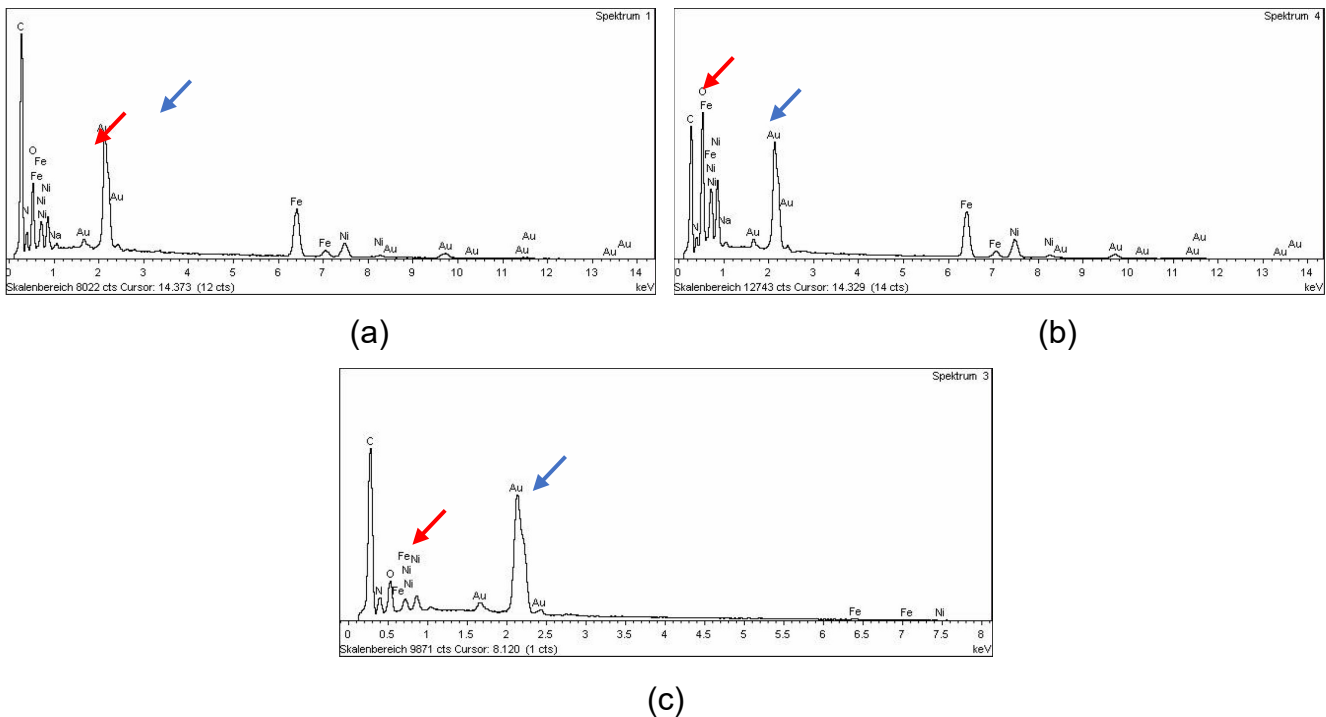 Spektrum 1
C
O
Fe
N
Fe
Ni
Ni
Ni
Na
Au
Au
Fe
Fe
Ni
Ni
Au
Au
Au
Au
Au
Au
Au
0 1 2 3 4 5 6 7 8 9 10 11 12 13 14
Skalenbereich 8022 cts Cursor: 14.373 (12 cts) keV
(a)
Spektrum 4
O
C
Fe
Ni
Fe
Ni
Ni
N
Na
Au
Au
Au
Fe
Fe
Ni
Ni
Au
Au
Au
Au
Au
Au
Au
0 1 2 3 4 5 6 7 8 9 10 11 12 13 14
Skalenbereich 12743 cts Cursor: 14.329 (14 cts) keV
(b)
Spektrum 3
C
Au
Fe Ni
O Ni
N Fe Ni
Au
Au
Fe Fe Ni
0 0.5 1 1.5 2 2.5 3 3.5 4 4.5 5 5.5 6 6.5 7 7.5 8
Skalenbereich 9871 cts Cursor: 8.120 (1 cts) keV
(c)